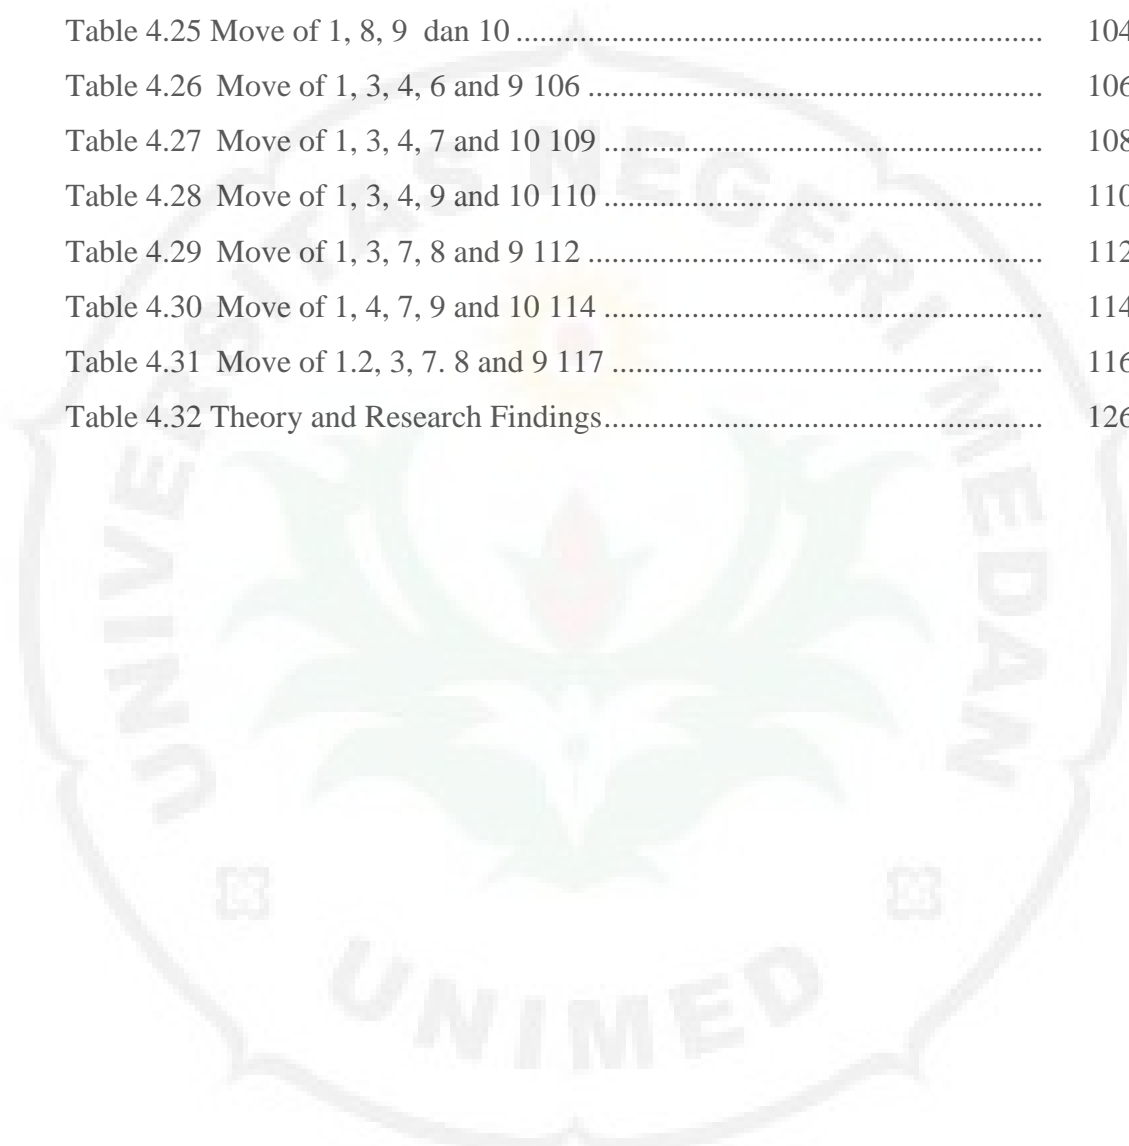 Table 4.25 Move of 1, 8, 9  dan 10 .................................................................. 104
Table 4.26  Move of 1, 3, 4, 6 and 9 106 ......................................................... 106
Table 4.27  Move of 1, 3, 4, 7 and 10 109 ....................................................... 108
Table 4.28  Move of 1, 3, 4, 9 and 10 110 ....................................................... 110
Table 4.29  Move of 1, 3, 7, 8 and 9 112 ......................................................... 112
Table 4.30  Move of 1, 4, 7, 9 and 10 114 ....................................................... 114
Table 4.31  Move of 1.2, 3, 7. 8 and 9 117 ...................................................... 116
Table 4.32 Theory and Research Findings....................................................... 126
UNIVERSITAS NEGERI MEDAN
UNIMED